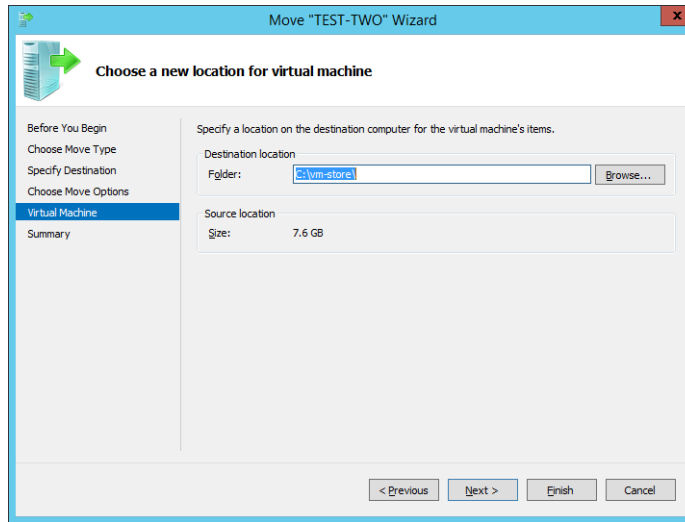 Move "TEST-TWO" Wizard
x
Choose a new location for virtual machine
Before You Begin
Choose Move Type
Specify Destination
Choose Move Options
Virtual Machine
Summary
Specify a location on the destination computer for the virtual machine's items.
Destination location
Folder: C:\vm-store\ Browse...
Source location
Size: 7.6 GB
< Previous Next > Finish Cancel